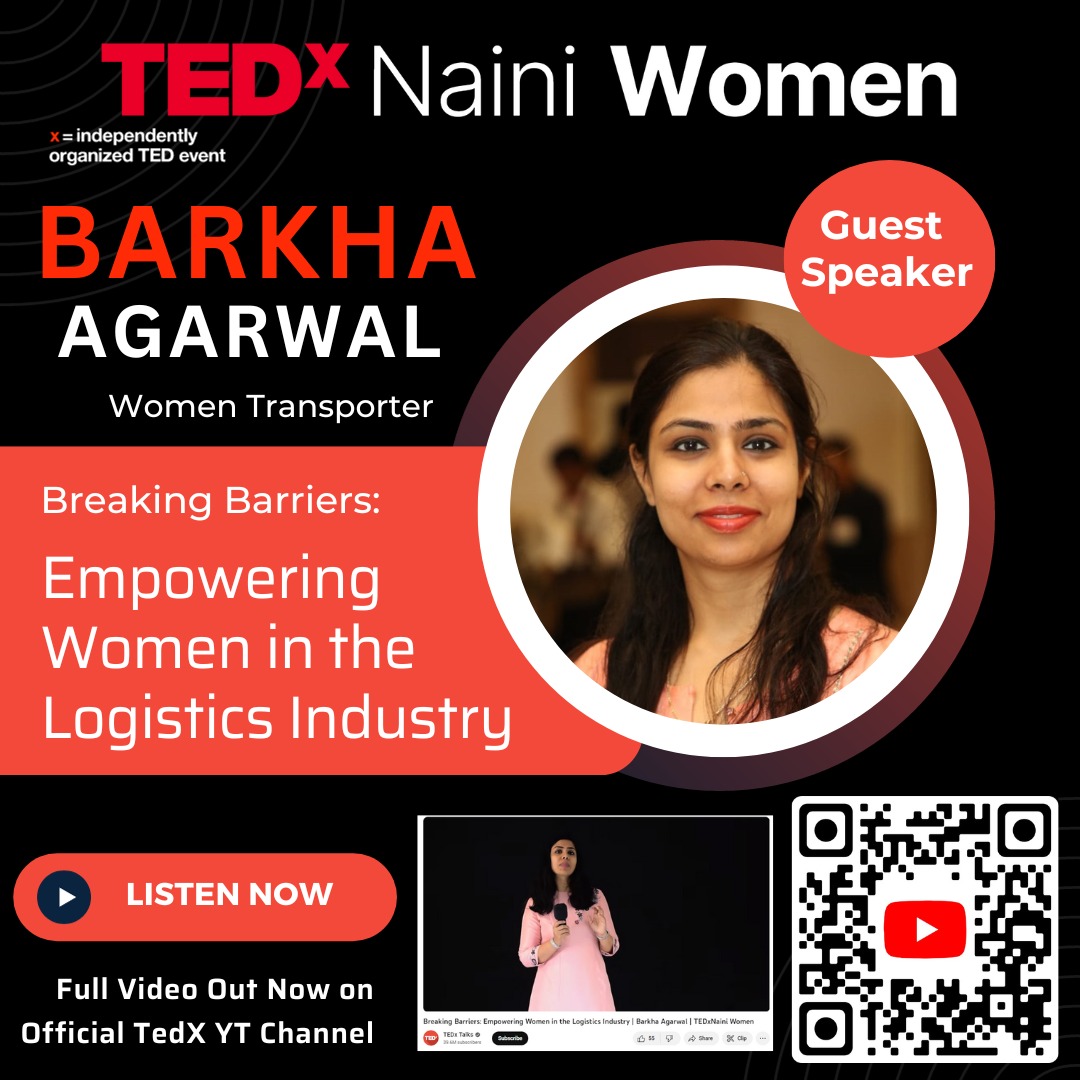 TEDx Naini Women
x = independently
organized TED event
BARKHA
AGARWAL
Women Transporter
Guest
Speaker
Breaking Barriers:
Empowering
Women in the
Logistics Industry
LISTEN NOW
Full Video Out Now on
Official TedX YT Channel
Breaking Barriers: Empowering Women in the Logistics Industry | Barkha Agarwal | TEDxNaini Women
TEDx Talks
Subscribe
55
Share
Clip